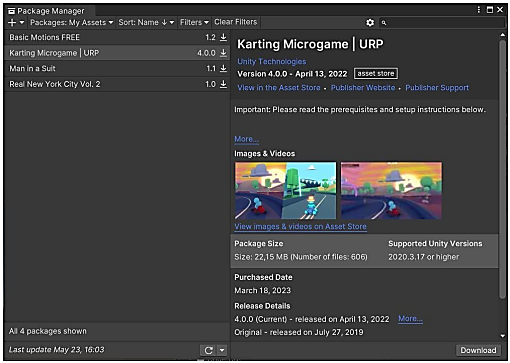 Package Manager
+ Packages: My Assets Sort: Name ↓ Filters Clear Filters
Basic Motions FREE 1.2
Karting Microgame | URP 4.0.0
Man in a Suit 1.1
Real New York City Vol. 2 1.0
All 4 packages shown
Last update May 23, 16:03
Karting Microgame | URP
Unity Technologies
Version 4.0.0 - April 13, 2022 asset store
View in the Asset Store • Publisher Website • Publisher Support
Important: Please read the prerequisites and setup instructions below.
More...
Images & Videos
View images & videos on Asset Store
Package Size Supported Unity Versions
Size: 22,15 MB (Number of files: 606) 2020.3.17 or higher
Purchased Date
March 18, 2023
Release Details
4.0.0 (Current) - released on April 13, 2022 More...
Original - released on July 27, 2019
Download